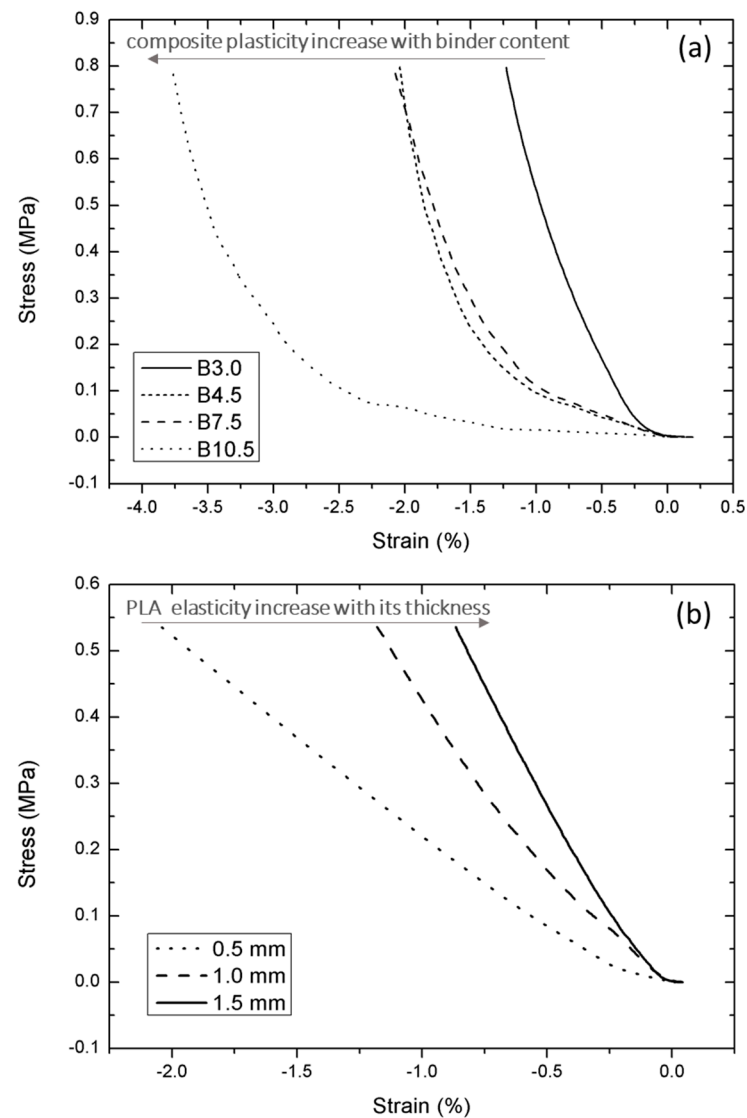 composite plasticity increase with binder content
(a)
0.9
0.8
0.7
0.6
0.5
0.4
0.3
0.2
0.1
0.0
-0.1
Stress (MPa)
B3.0
B4.5
B7.5
B10.5
-4.0 -3.5 -3.0 -2.5 -2.0 -1.5 -1.0 -0.5 0.0 0.5
Strain (%)
PLA elasticity increase with its thickness
(b)
0.6
0.5
0.4
0.3
0.2
0.1
0.0
-0.1
Stress (MPa)
0.5 mm
1.0 mm
1.5 mm
-2.0 -1.5 -1.0 -0.5 0.0
Strain (%)